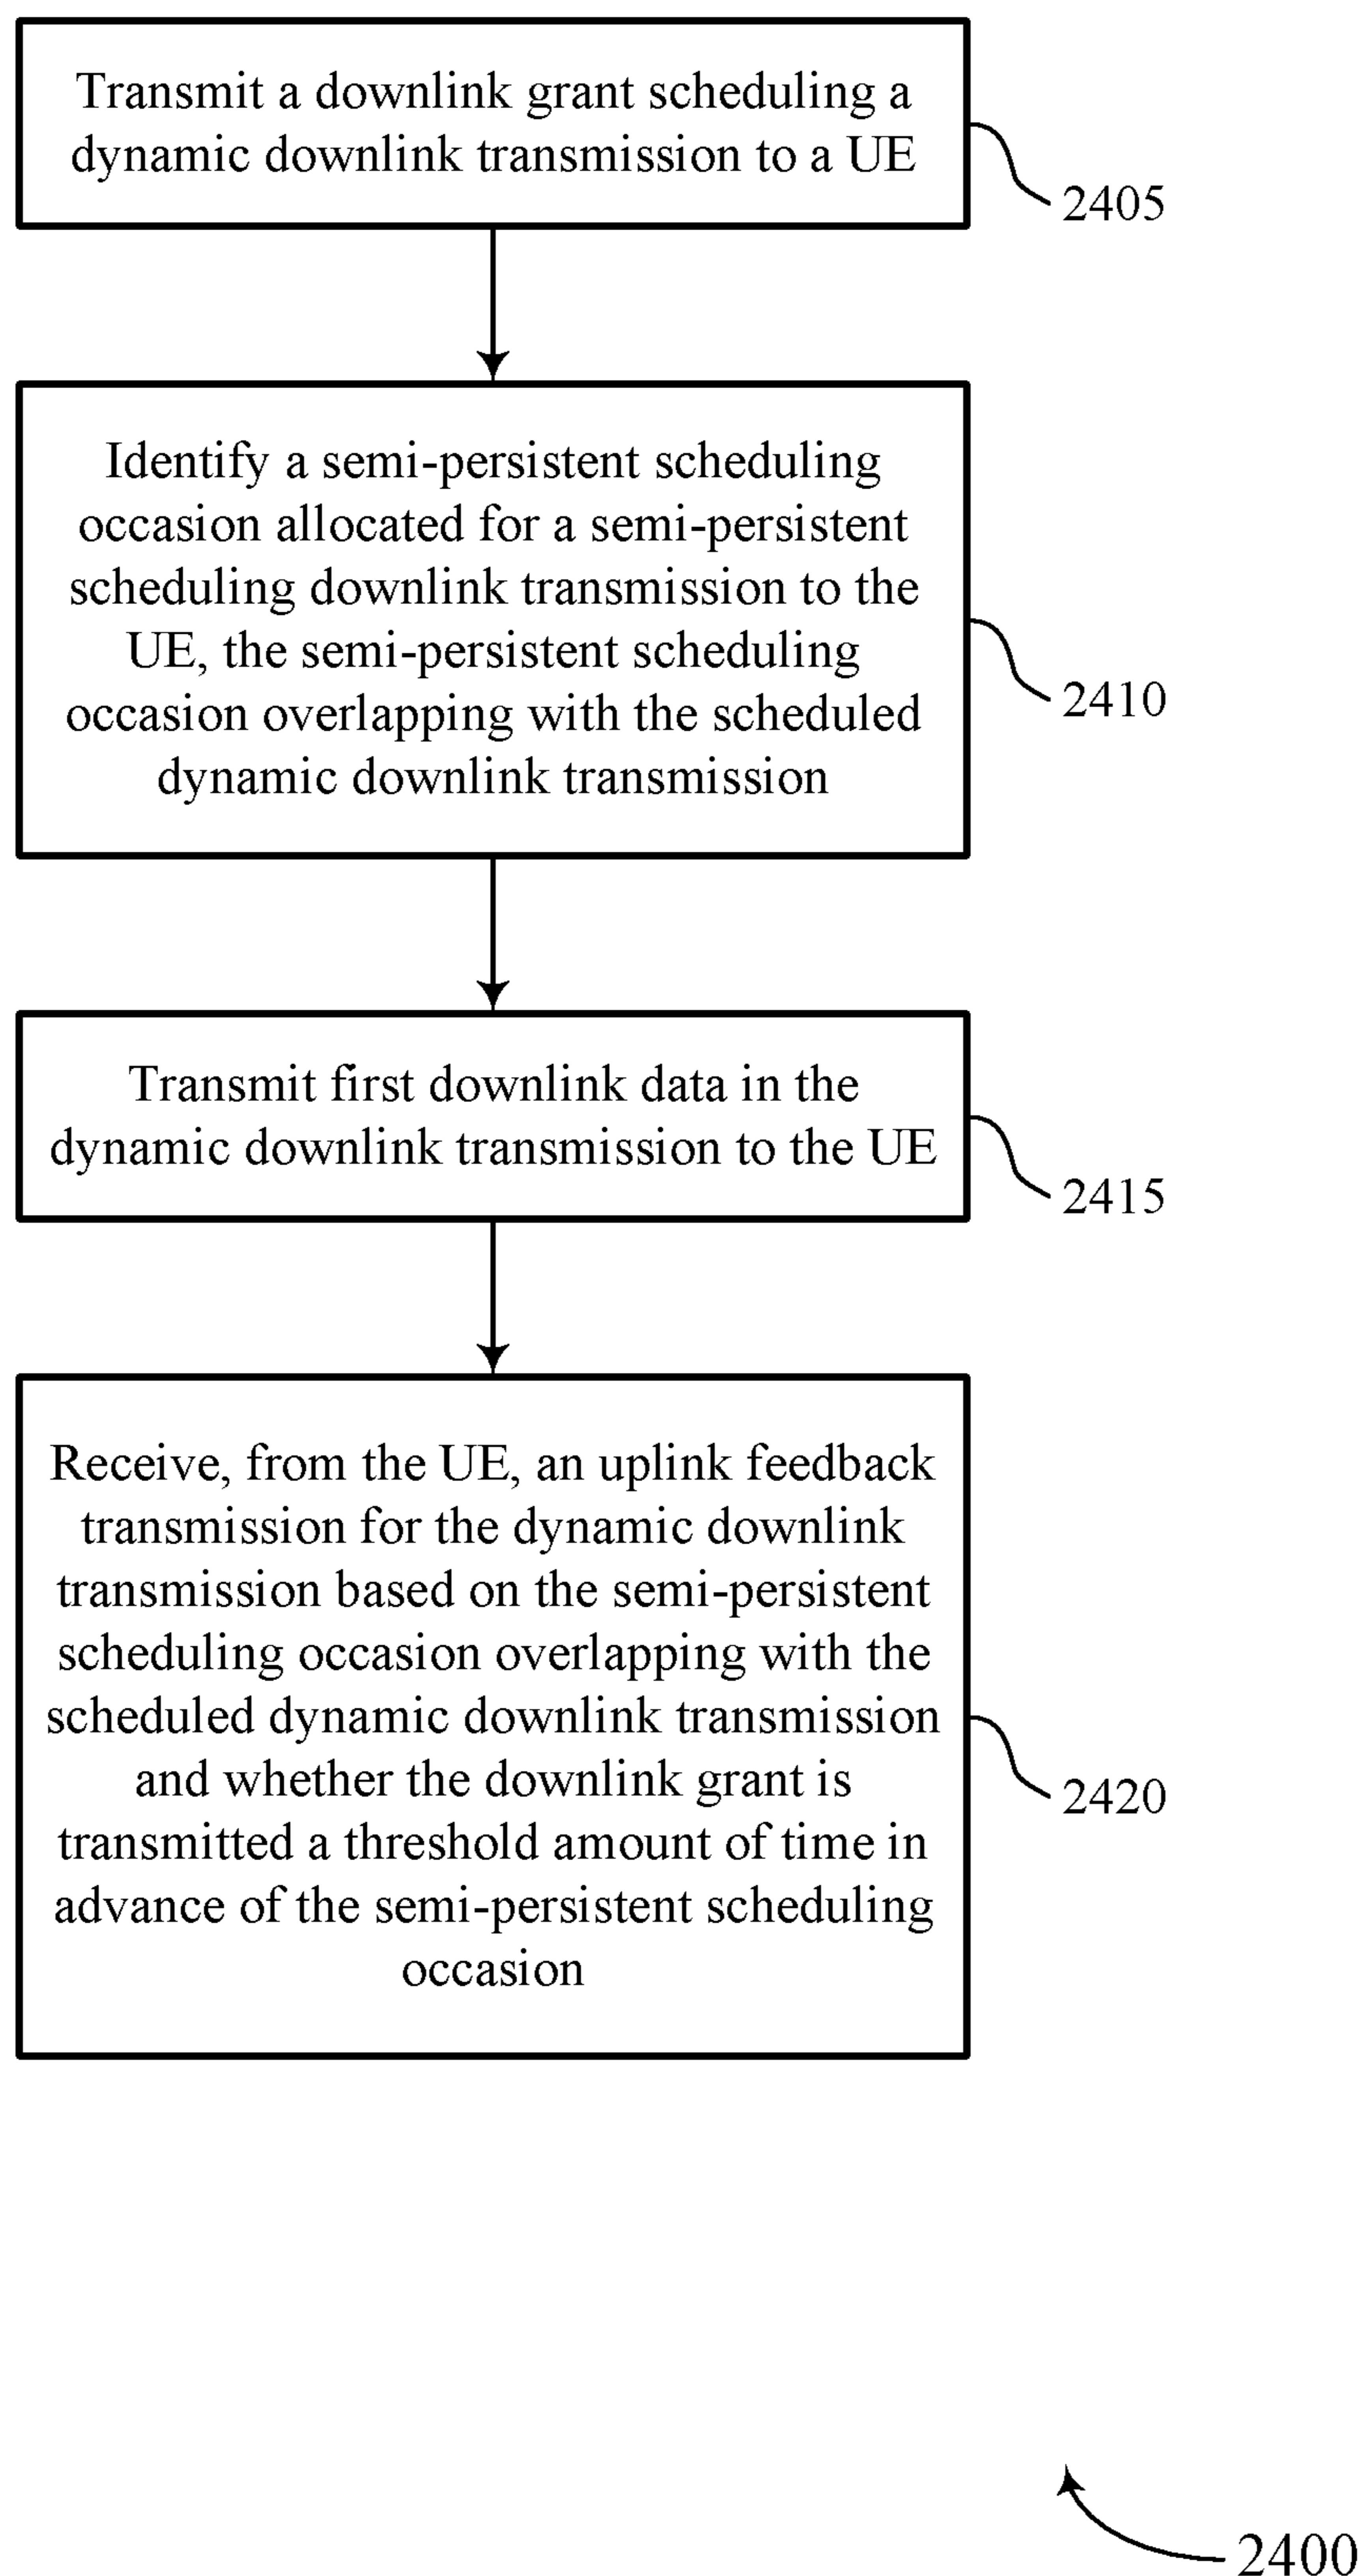 Transmit a downlink grant scheduling a
dynamic downlink transmission to a UE
2405
Identify a semi-persistent scheduling
occasion allocated for a semi-persistent
scheduling downlink transmission to the
UE, the semi-persistent scheduling
occasion overlapping with the scheduled
dynamic downlink transmission
2410
Transmit first downlink data in the
dynamic downlink transmission to the UE
2415
Receive, from the UE, an uplink feedback
transmission for the dynamic downlink
transmission based on the semi-persistent
scheduling occasion overlapping with the
scheduled dynamic downlink transmission
and whether the downlink grant is
transmitted a threshold amount of time in
advance of the semi-persistent scheduling
occasion
2420
2400